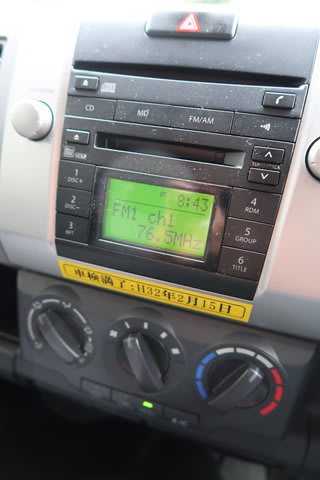 CD
MD
FM/AM
1
DISC+
2
DISC-
3
RPT
ST 8:43
FM1 ch1
76.5MHz
4
RDM
5
GROUP
6
TITLE
車検満了:H32年2月15日
A/C